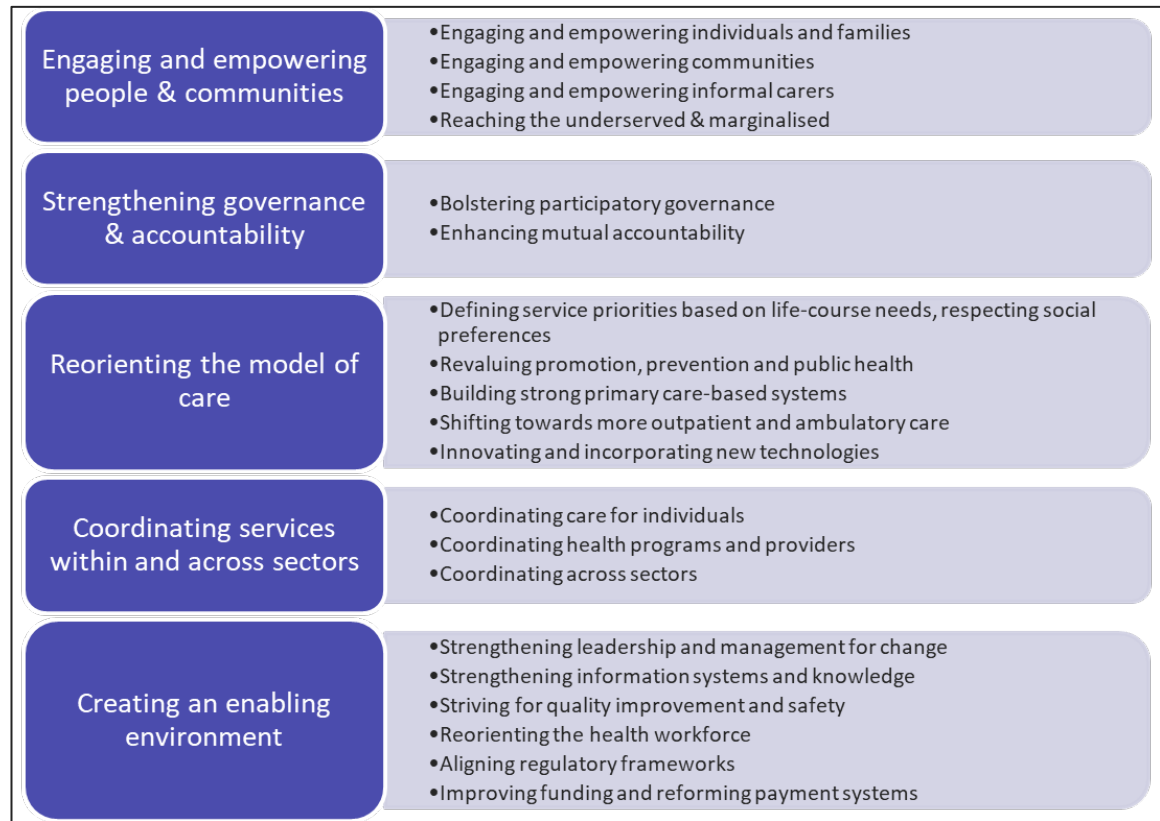 Engaging and empowering
people & communities
•Engaging and empowering individuals and families
•Engaging and empowering communities
•Engaging and empowering informal carers
•Reaching the underserved & marginalised
Strengthening governance
& accountability
•Bolstering participatory governance
•Enhancing mutual accountability
Reorienting the model of
care
•Defining service priorities based on life-course needs, respecting social
preferences
•Revaluing promotion, prevention and public health
•Building strong primary care-based systems
•Shifting towards more outpatient and ambulatory care
•Innovating and incorporating new technologies
Coordinating services
within and across sectors
•Coordinating care for individuals
•Coordinating health programs and providers
•Coordinating across sectors
Creating an enabling
environment
•Strengthening leadership and management for change
•Strengthening information systems and knowledge
•Striving for quality improvement and safety
•Reorienting the health workforce
•Aligning regulatory frameworks
•Improving funding and reforming payment systems